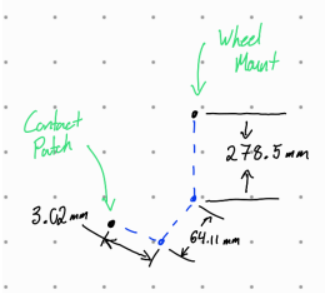 Wheel
Mount
Contact
Patch
278.5 mm
3.02 mm
64.11 mm